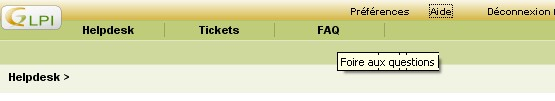 Préférences Aide Déconnexion
GLPI
Helpdesk Tickets FAQ
Foire aux questions
Helpdesk >